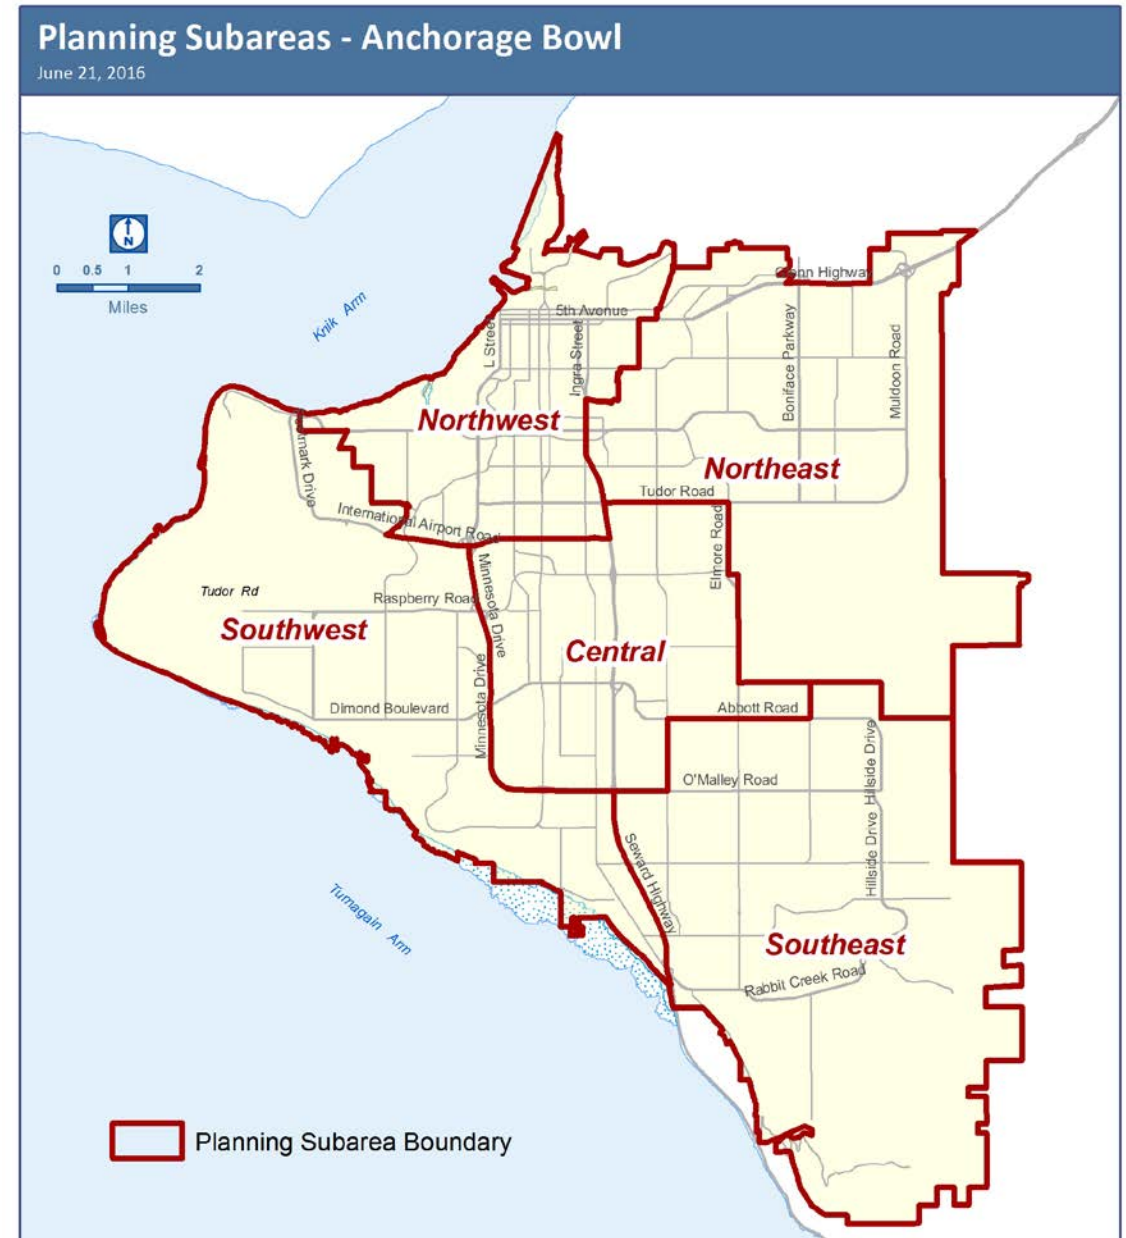 Planning Subareas - Anchorage Bowl
June 21, 2016
N
0 0.5 1 2
Miles
Knik Arm
Glenn Highway
5th Avenue
L Street
Ingra Street
Boniface Parkway
Muldoon Road
Northwest
Northeast
Tudor Road
International Airport Road
Elmore Road
Tudor Rd
Raspberry Road
Minnesota Drive
Southwest
Central
Minnesota Drive
Dimond Boulevard
Abbott Road
Hillside Drive
O'Malley Road
Hillside Drive
Seward Highway
Turnagain Arm
Southeast
Rabbit Creek Road
Planning Subarea Boundary